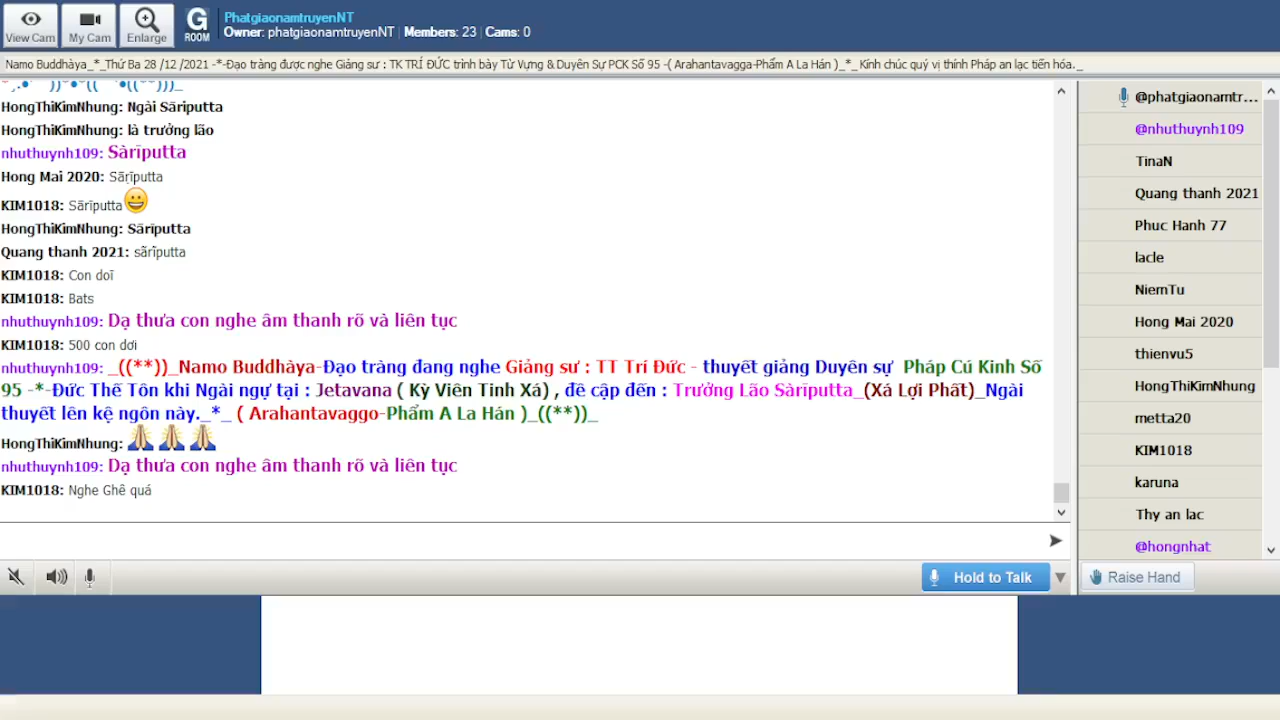 View Cam
My Cam
Enlarge
G
ROOM
PhatgiaonamtruyenNT
Owner: phatgiaonamtruyenNT | Members: 23 | Cams: 0
Namo Buddhàya_*_Thứ Ba 28 /12 /2021 -*-Đạo tràng được nghe Giảng sư : TK TRÍ ĐỨC trình bày Từ Vựng & Duyên Sự PCK Số 95 -( Arahantavagga-Phẩm A La Hán )_*_ Kính chúc quý vị thính Pháp an lạc tiến hóa._
HongThiKimNhung: Ngài Sāriputta
HongThiKimNhung: là trưởng lão
nhuthuynh109: Sàrīputta
Hong Mai 2020: Sāṛīputta
KIM1018: Sārīputta
HongThiKimNhung: Sārīputta
Quang thanh 2021: sãrĩputta
KIM1018: Con doĩ
KIM1018: Bats
nhuthuynh109: Dạ thưa con nghe âm thanh rõ và liên tục
KIM1018: 500 con dơi
nhuthuynh109: _((**))_Namo Buddhàya-Đạo tràng đang nghe Giảng sư : TT Trí Đức - thuyết giảng Duyên sự Pháp Cú Kinh Số
95 -*-Đức Thế Tôn khi Ngài ngự tại : Jetavana ( Kỳ Viên Tinh Xá) , đề cập đến : Trưởng Lão Sàrīputta_(Xá Lợi Phất)_Ngài
thuyết lên kệ ngôn này._*_ ( Arahantavaggo-Phẩm A La Hán )_((**))_
HongThiKimNhung:
nhuthuynh109: Dạ thưa con nghe âm thanh rõ và liên tục
KIM1018: Nghe Ghê quá
@phatgiaonamtr...
@nhuthuynh109
TinaN
Quang thanh 2021
Phuc Hanh 77
lacle
NiemTu
Hong Mai 2020
thienvu5
HongThiKimNhung
metta20
KIM1018
karuna
Thy an lac
@hongnhat
Hold to Talk
Raise Hand